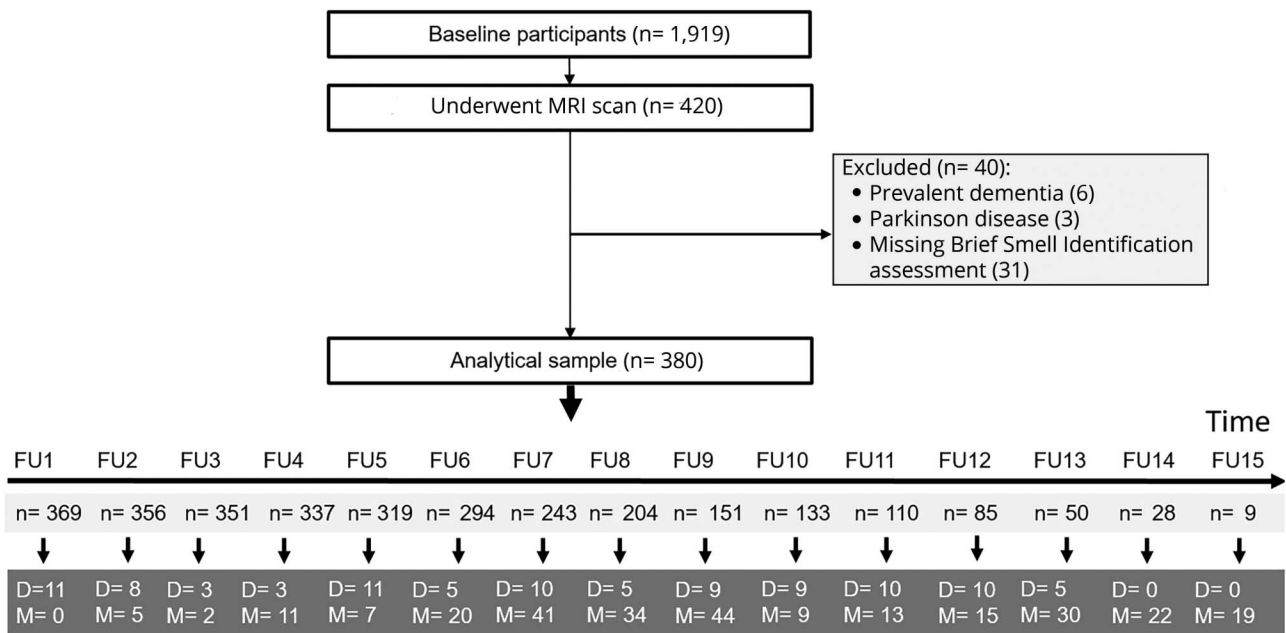 Baseline participants (n= 1,919)
Underwent MRI scan (n= 420)
Excluded (n= 40):
• Prevalent dementia (6)
• Parkinson disease (3)
• Missing Brief Smell Identification
assessment (31)
Analytical sample (n= 380)
Time
FU1 FU2 FU3 FU4 FU5 FU6 FU7 FU8 FU9 FU10 FU11 FU12 FU13 FU14 FU15
n= 369 n= 356 n= 351 n= 337 n= 319 n= 294 n= 243 n= 204 n= 151 n= 133 n= 110 n= 85 n= 50 n= 28 n= 9
D=11 D= 8 D= 3 D= 3 D= 11 D= 5 D= 10 D= 5 D= 9 D= 9 D= 10 D= 10 D= 5 D= 0 D= 0
M= 0 M= 5 M= 2 M= 11 M= 7 M= 20 M= 41 M= 34 M= 44 M= 9 M= 13 M= 15 M= 30 M= 22 M= 19